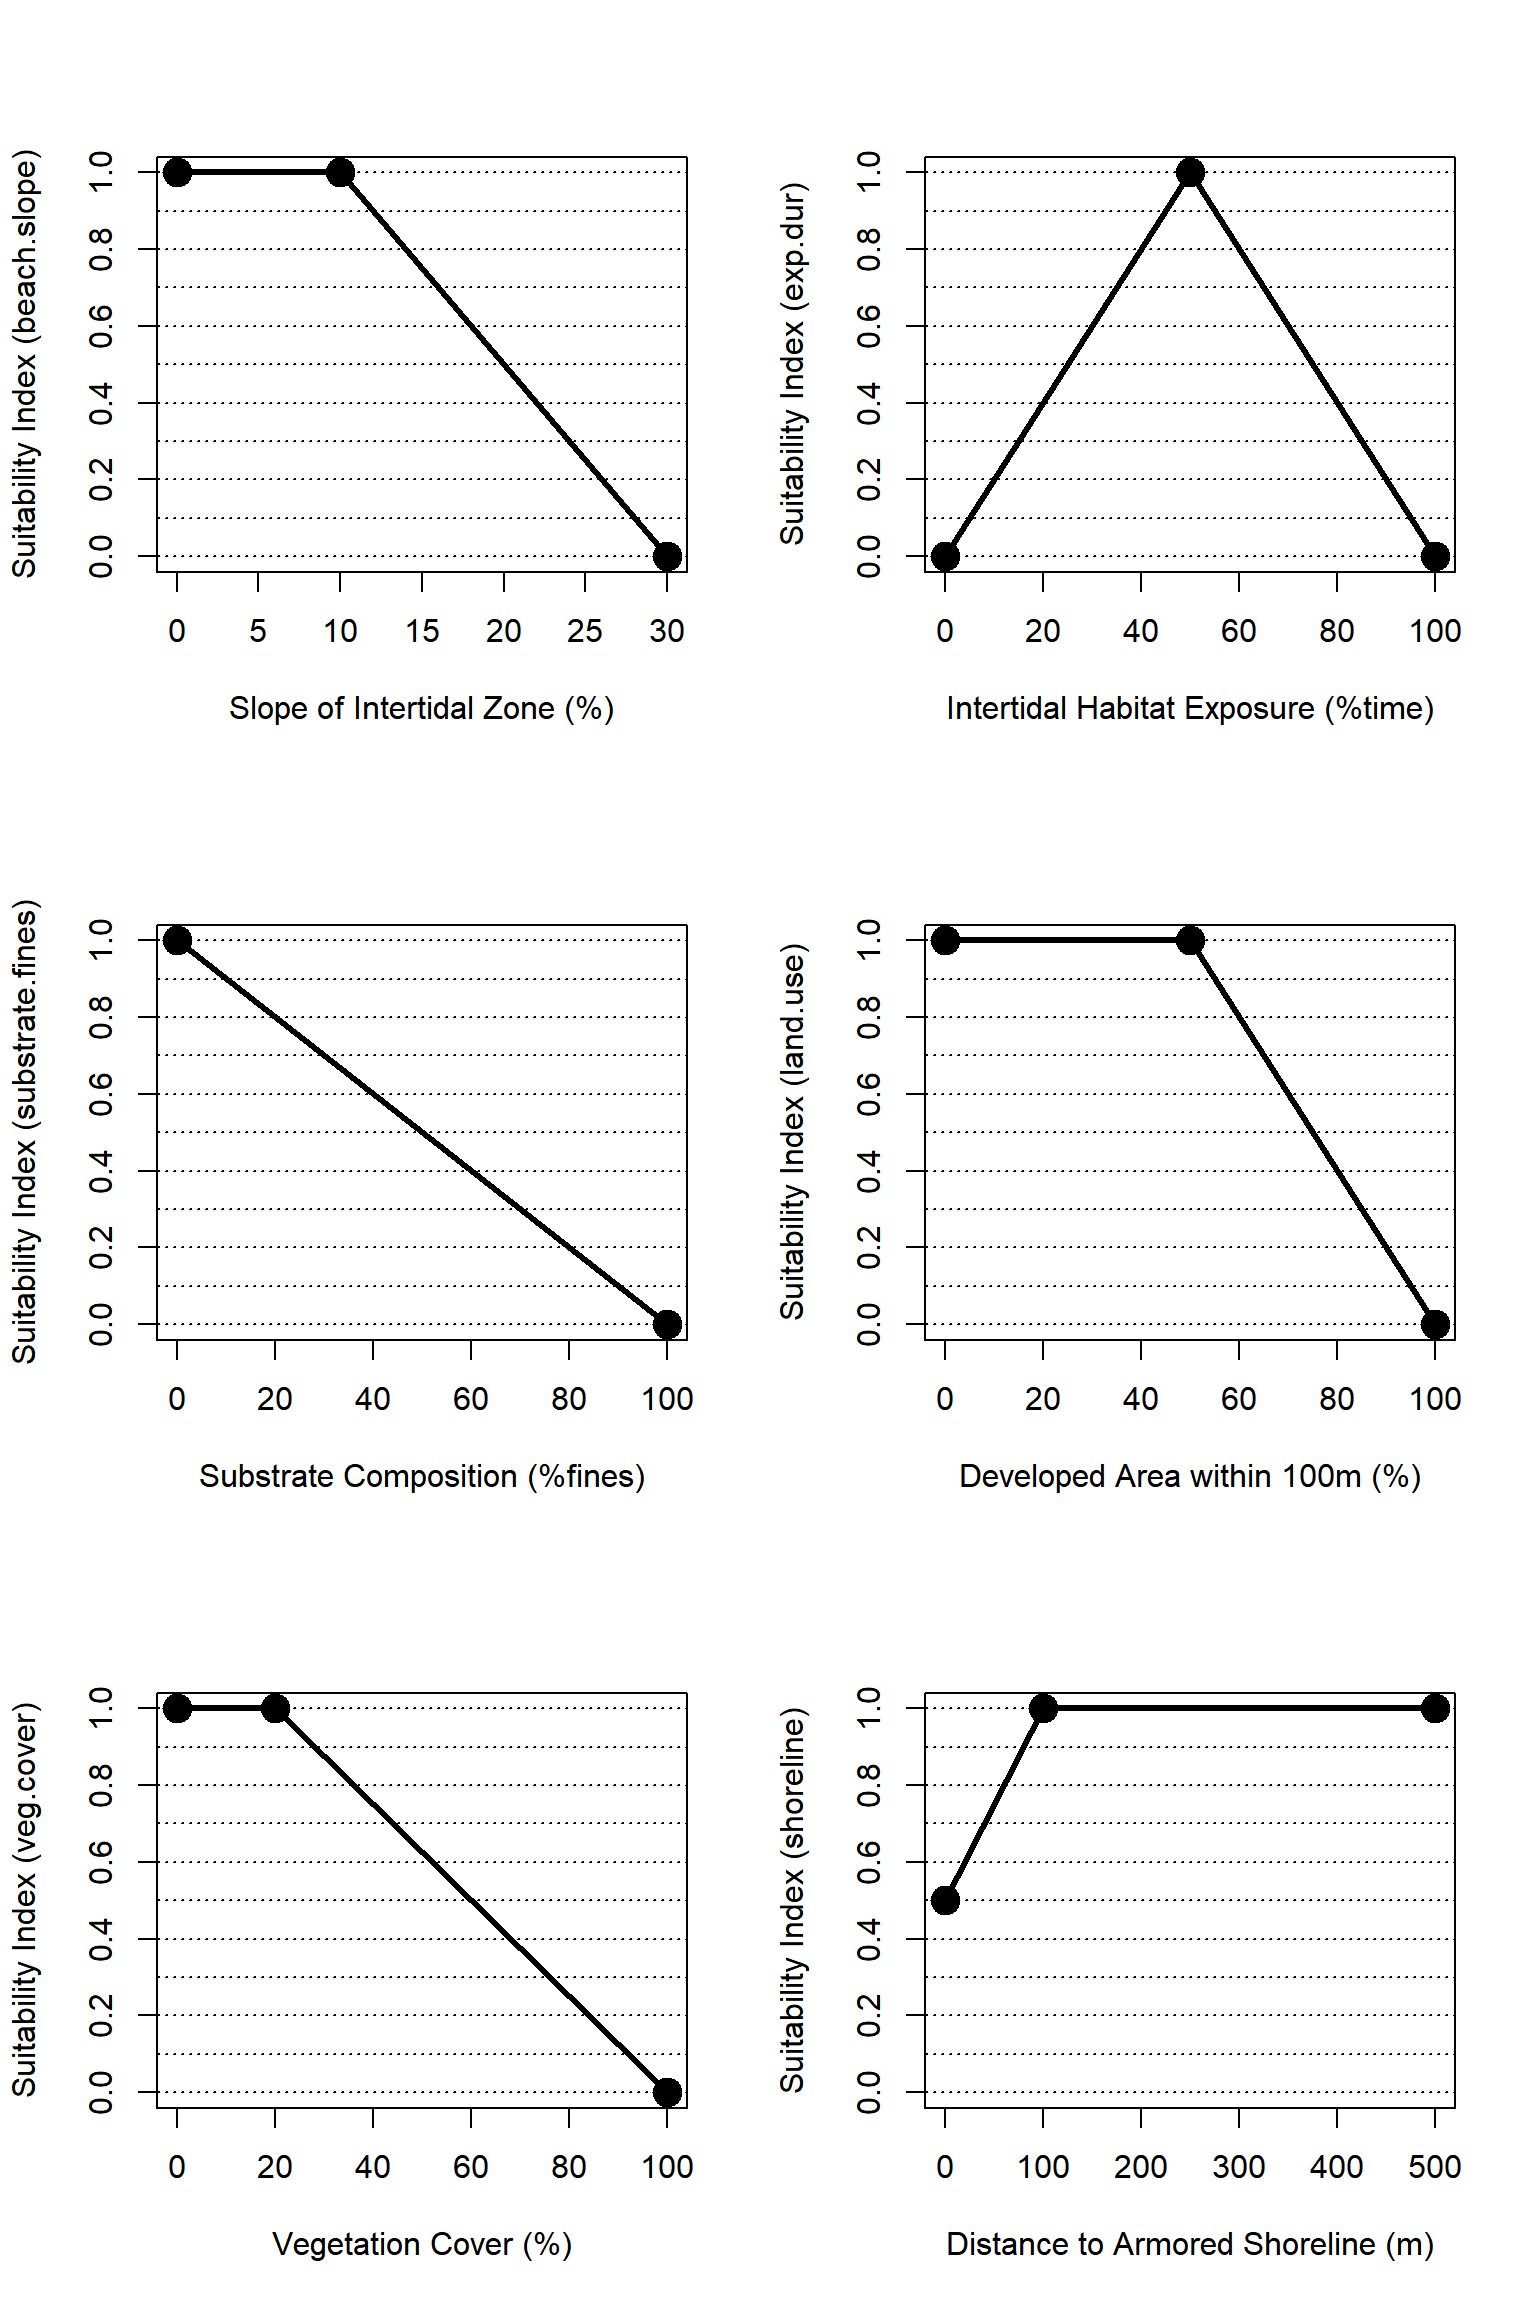 Suitability Index (beach.slope)
1.0
0.8
0.6
0.4
0.2
0.0
0 5 10 15 20 25 30
Slope of Intertidal Zone (%)
Suitability Index (exp.dur)
1.0
0.8
0.6
0.4
0.2
0.0
0 20 40 60 80 100
Intertidal Habitat Exposure (%time)
Suitability Index (substrate.fines)
1.0
0.8
0.6
0.4
0.2
0.0
0 20 40 60 80 100
Substrate Composition (%fines)
Suitability Index (land.use)
1.0
0.8
0.6
0.4
0.2
0.0
0 20 40 60 80 100
Developed Area within 100m (%)
Suitability Index (veg.cover)
1.0
0.8
0.6
0.4
0.2
0.0
0 20 40 60 80 100
Vegetation Cover (%)
Suitability Index (shoreline)
1.0
0.8
0.6
0.4
0.2
0.0
0 100 200 300 400 500
Distance to Armored Shoreline (m)